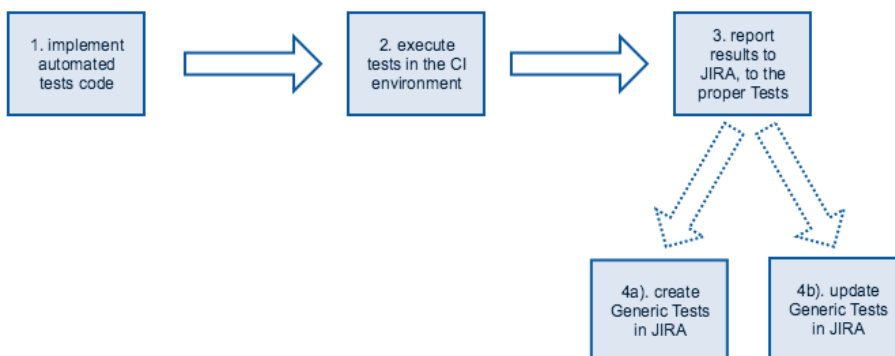 1. implement
automated
tests code
2. execute
tests in the CI
environment
3. report
results to
JIRA, to the
proper Tests
4a). create
Generic Tests
in JIRA
4b). update
Generic Tests
in JIRA